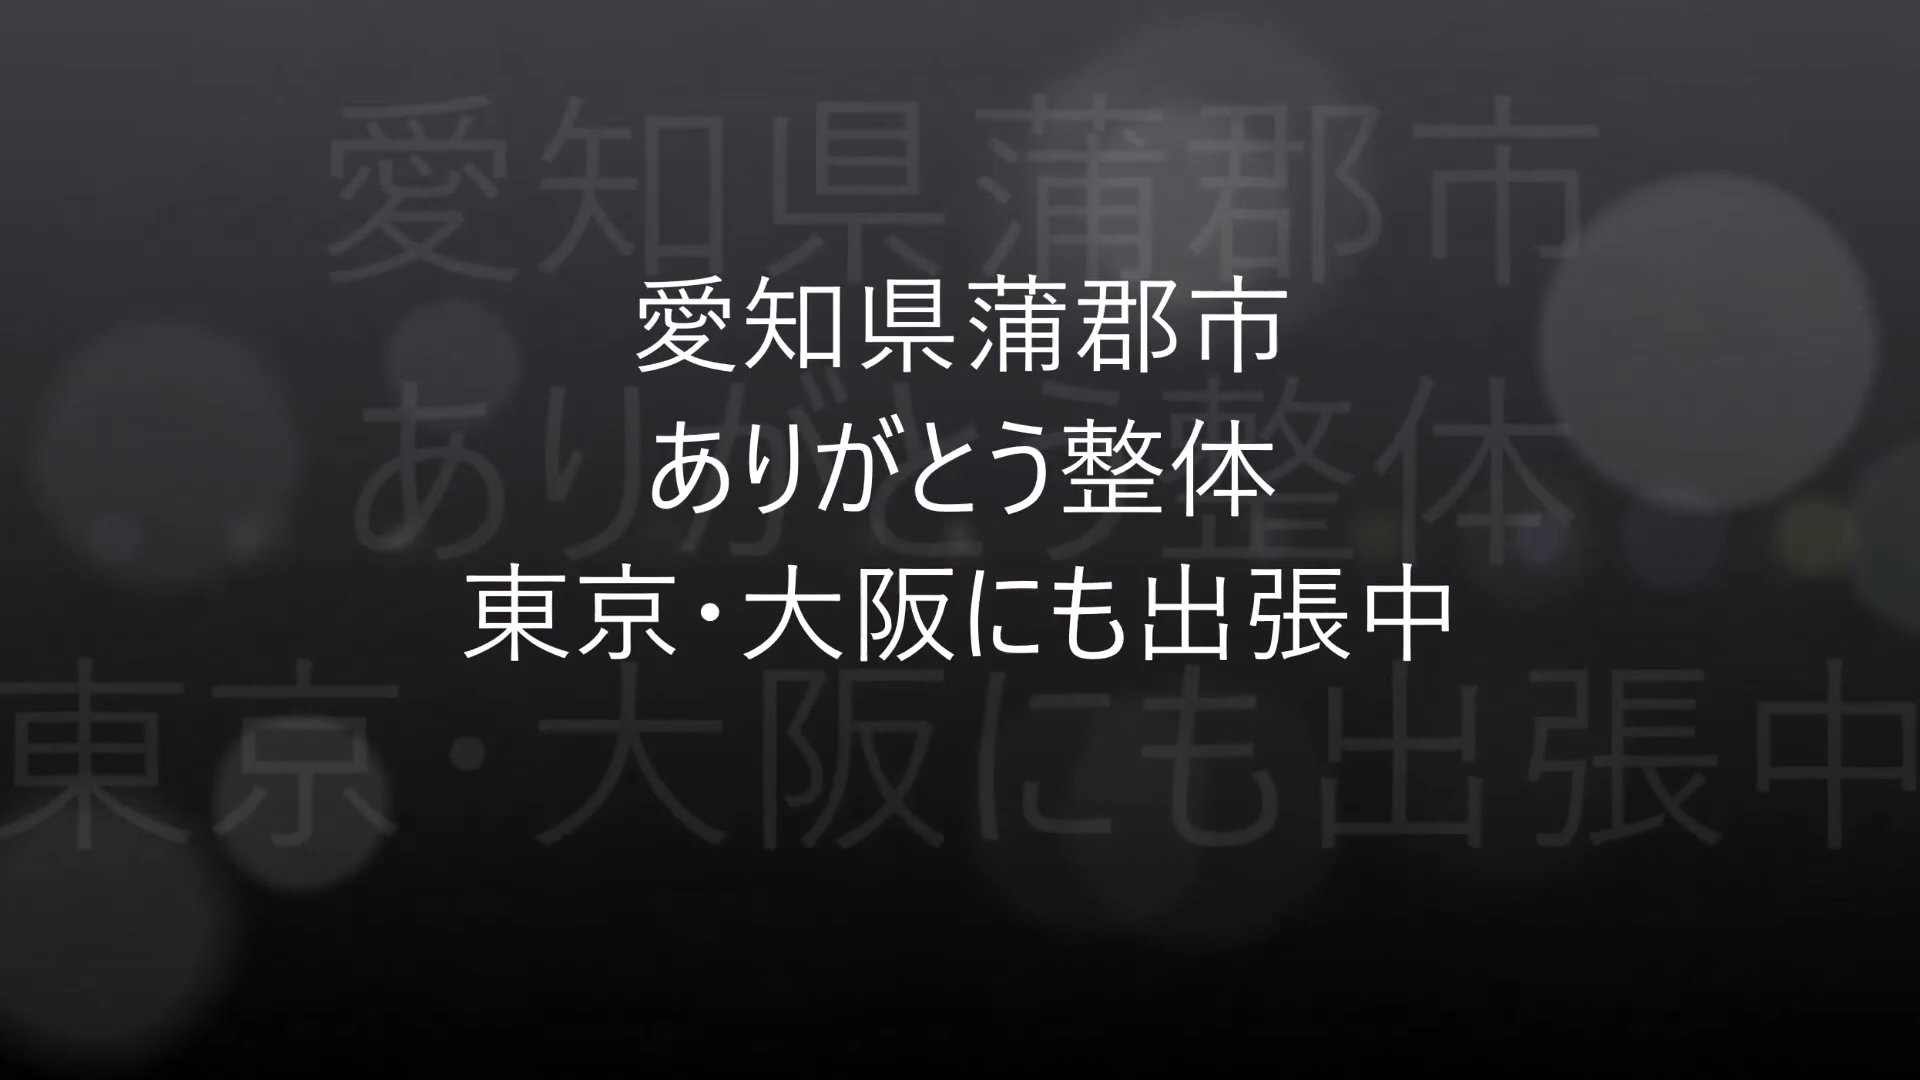 愛知県蒲郡市
ありがとう整体
東京・大阪にも出張中